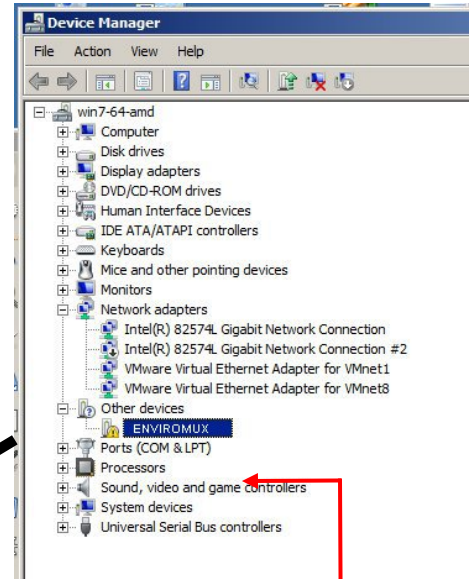 Device Manager
File Action View Help
win7-64-amd
Computer
Disk drives
Display adapters
DVD/CD-ROM drives
Human Interface Devices
IDE ATA/ATAPI controllers
Keyboards
Mice and other pointing devices
Monitors
Network adapters
Intel(R) 82574L Gigabit Network Connection
Intel(R) 82574L Gigabit Network Connection #2
VMware Virtual Ethernet Adapter for VMnet1
VMware Virtual Ethernet Adapter for VMnet8
Other devices
ENVIROMUX
Ports (COM & LPT)
Processors
Sound, video and game controllers
System devices
Universal Serial Bus controllers